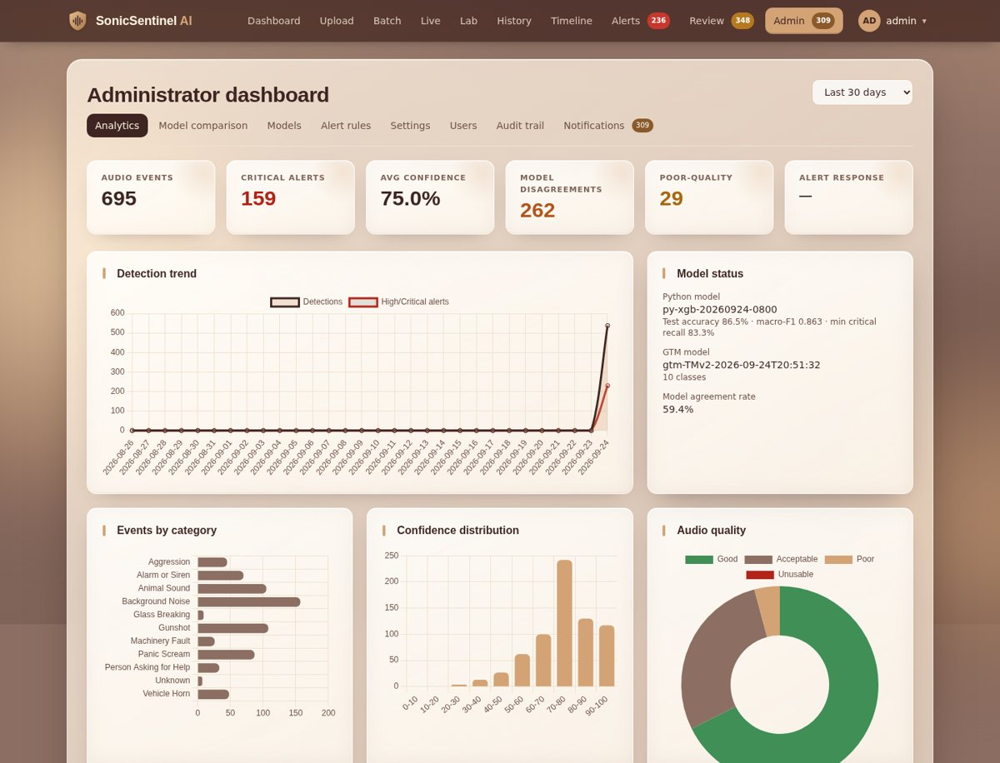 SonicSentinel AI
Dashboard
Upload
Batch
Live
Lab
History
Timeline
Alerts 236
Review 348
Admin 309
AD admin ▾
Administrator dashboard
Last 30 days
Analytics
Model comparison
Models
Alert rules
Settings
Users
Audit trail
Notifications 309
AUDIO EVENTS
695
CRITICAL ALERTS
159
AVG CONFIDENCE
75.0%
MODEL
DISAGREEMENTS
262
POOR-QUALITY
29
ALERT RESPONSE
—
Detection trend
Detections
High/Critical alerts
600
500
400
300
200
100
0
2026-08-26
2026-08-27
2026-08-28
2026-08-29
2026-08-30
2026-08-31
2026-09-01
2026-09-02
2026-09-03
2026-09-04
2026-09-05
2026-09-06
2026-09-07
2026-09-08
2026-09-09
2026-09-10
2026-09-11
2026-09-12
2026-09-13
2026-09-14
2026-09-15
2026-09-16
2026-09-17
2026-09-18
2026-09-19
2026-09-20
2026-09-21
2026-09-22
2026-09-23
2026-09-24
Model status
Python model
py-xgb-20260924-0800
Test accuracy 86.5% · macro-F1 0.863 · min critical
recall 83.3%
GTM model
gtm-TMv2-2026-09-24T20:51:32
10 classes
Model agreement rate
59.4%
Events by category
Aggression
Alarm or Siren
Animal Sound
Background Noise
Glass Breaking
Gunshot
Machinery Fault
Panic Scream
Person Asking for Help
Unknown
Vehicle Horn
0
50
100
150
200
Confidence distribution
250
200
150
100
50
0
0-10
10-20
20-30
30-40
40-50
50-60
60-70
70-80
80-90
90-100
Audio quality
Good
Acceptable
Poor
Unusable